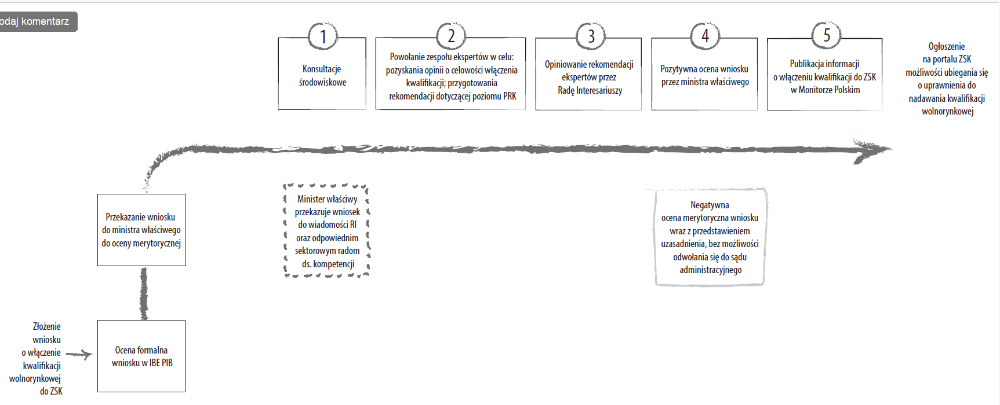 odaj komentarz
1
Konsultacje
środowiskowe
2
Powołanie zespołu ekspertów w celu:
pozyskania opinii o celowości włączenia
kwalifikacji; przygotowania
rekomendacji dotyczącej poziomu PRK
3
Opiniowanie rekomendacji
ekspertów przez
Radę Interesariuszy
4
Pozytywna ocena wniosku
przez ministra właściwego
5
Publikacja informacji
o włączeniu kwalifikacji do ZSK
w Monitorze Polskim
Ogłoszenie
na portalu ZSK
możliwości ubiegania się
o uprawnienia do
nadawania kwalifikacji
wolnorynkowej
Przekazanie wniosku
do ministra właściwego
do oceny merytorycznej
Minister właściwy
przekazuje wniosek
do wiadomości RI
oraz odpowiednim
sektorowym radom
ds. kompetencji
Negatywna
ocena merytoryczna wniosku
wraz z przedstawieniem
uzasadnienia, bez możliwości
odwołania się do sądu
administracyjnego
Złożenie
wniosku
o włączenie
kwalifikacji
wolnorynkowej
do ZSK
Ocena formalna
wniosku w IBE PIB